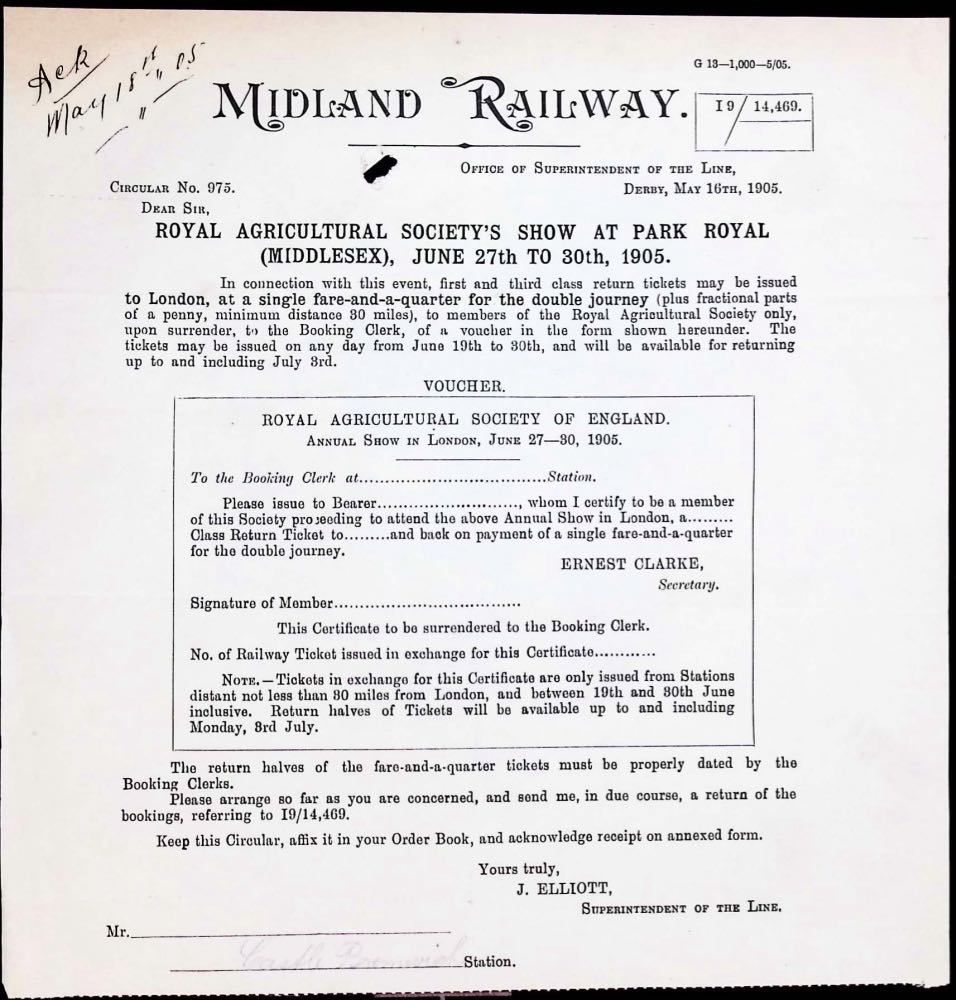 Ack
May 18th " 05
"
G 13—1,000—5/05.
MIDLAND RAILWAY.
I9/14,469.
OFFICE OF SUPERINTENDENT OF THE LINE,
CIRCULAR No. 975.
DERBY, MAY 16TH, 1905.
DEAR SIR,
ROYAL AGRICULTURAL SOCIETY'S SHOW AT PARK ROYAL
(MIDDLESEX), JUNE 27th TO 30th, 1905.
In connection with this event, first and third class return tickets may be issued
to London, at a single fare-and-a-quarter for the double journey (plus fractional parts
of a penny, minimum distance 30 miles), to members of the Royal Agricultural Society only,
upon surrender, to the Booking Clerk, of a voucher in the form shown hereunder. The
tickets may be issued on any day from June 19th to 30th, and will be available for returning
up to and including July 3rd.
VOUCHER.
ROYAL AGRICULTURAL SOCIETY OF ENGLAND.
ANNUAL SHOW IN LONDON, JUNE 27—30, 1905.
To the Booking Clerk at....................................Station.
Please issue to Bearer..........................., whom I certify to be a member
of this Society proceeding to attend the above Annual Show in London, a.........
Class Return Ticket to.........and back on payment of a single fare-and-a-quarter
for the double journey.
ERNEST CLARKE,
Secretary.
Signature of Member....................................
This Certificate to be surrendered to the Booking Clerk.
No. of Railway Ticket issued in exchange for this Certificate............
NOTE.—Tickets in exchange for this Certificate are only issued from Stations
distant not less than 30 miles from London, and between 19th and 30th June
inclusive. Return halves of Tickets will be available up to and including
Monday, 3rd July.
The return halves of the fare-and-a-quarter tickets must be properly dated by the
Booking Clerks.
Please arrange so far as you are concerned, and send me, in due course, a return of the
bookings, referring to I9/14,469.
Keep this Circular, affix it in your Order Book, and acknowledge receipt on annexed form.
Yours truly,
J. ELLIOTT,
SUPERINTENDENT OF THE LINE.
Mr.
Castle Bromwich Station.